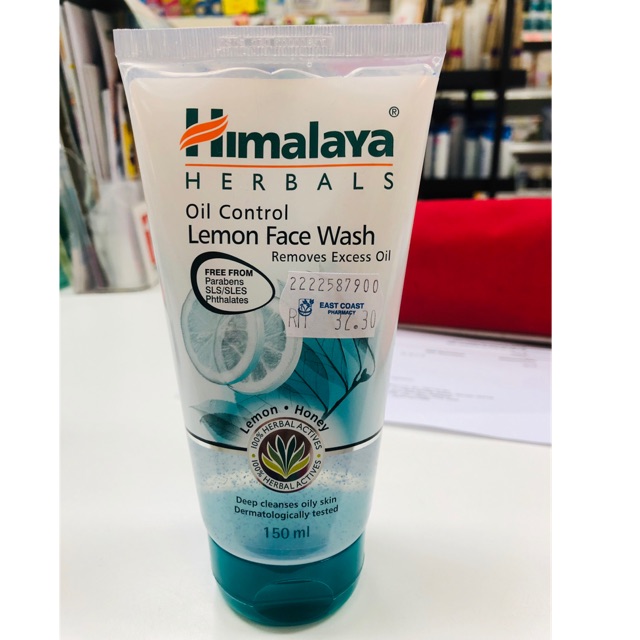 Himalaya®
HERBALS
Oil Control
Lemon Face Wash
Removes Excess Oil
FREE FROM
Parabens
SLS/SLES
Phthalates
2222587900
EAST COAST
PHARMACY
RM 32.30
Lemon • Honey
100% HERBAL ACTIVES
100% HERBAL ACTIVES
Deep cleanses oily skin
Dermatologically tested
150 ml